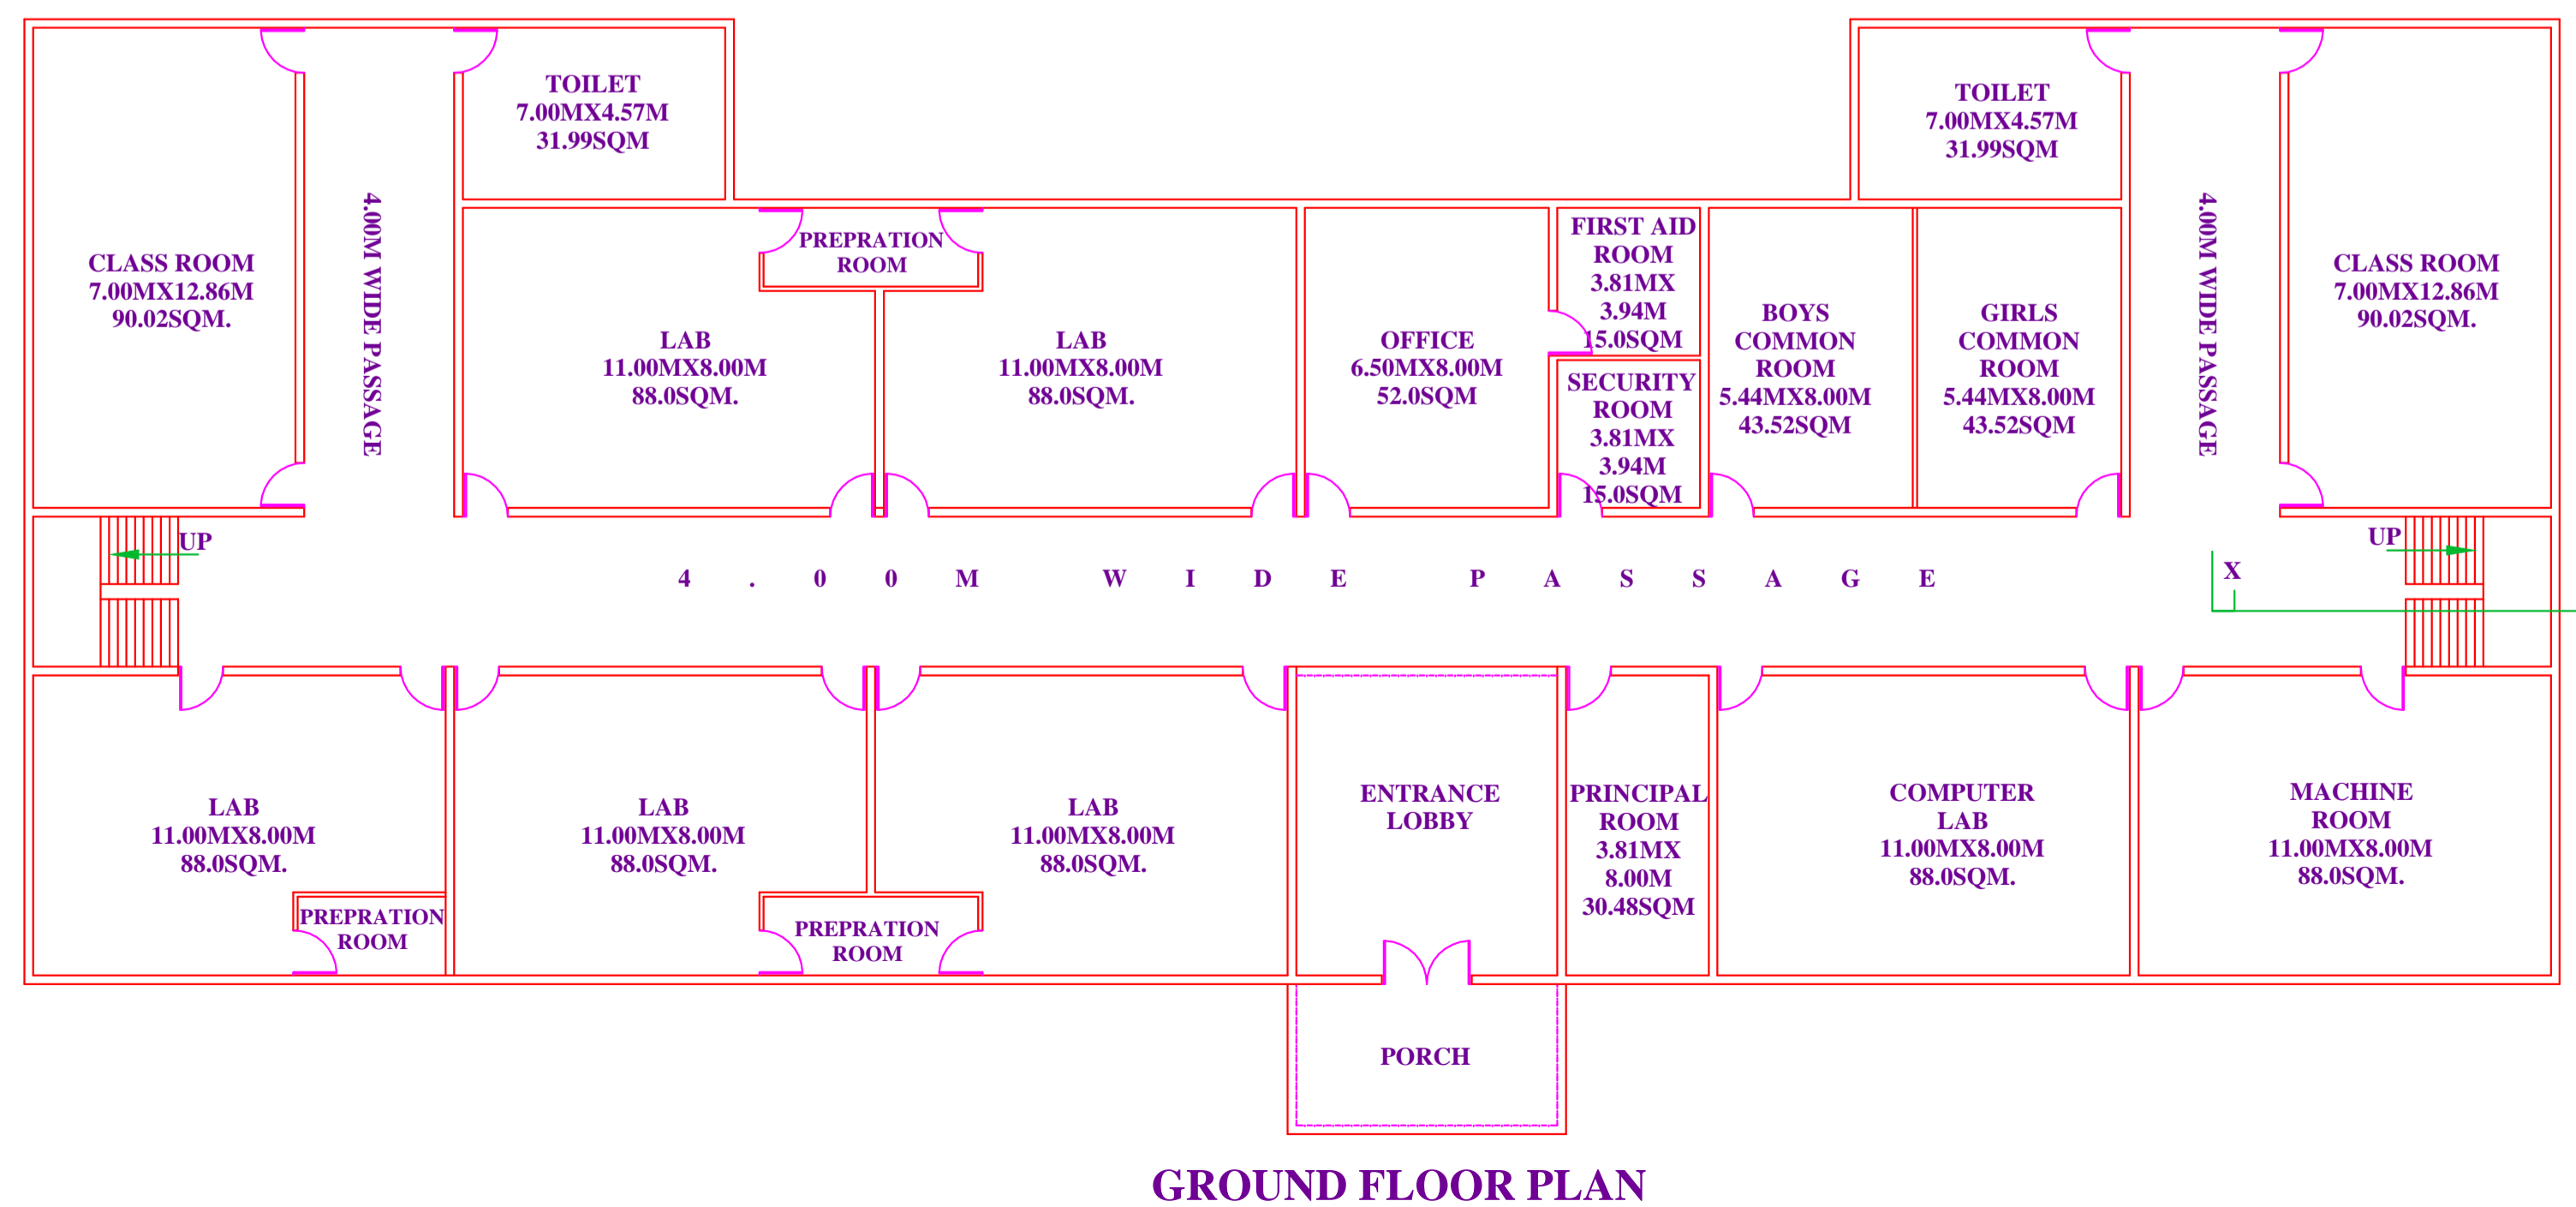 TOILET
7.00MX4.57M
31.99SQM
TOILET
7.00MX4.57M
31.99SQM
CLASS ROOM
7.00MX12.86M
90.02SQM.
4.00M WIDE PASSAGE
PREPRATION
ROOM
LAB
11.00MX8.00M
88.0SQM.
LAB
11.00MX8.00M
88.0SQM.
OFFICE
6.50MX8.00M
52.0SQM
FIRST AID
ROOM
3.81MX
3.94M
15.0SQM
SECURITY
ROOM
3.81MX
3.94M
15.0SQM
BOYS
COMMON
ROOM
5.44MX8.00M
43.52SQM
GIRLS
COMMON
ROOM
5.44MX8.00M
43.52SQM
4.00M WIDE PASSAGE
CLASS ROOM
7.00MX12.86M
90.02SQM.
UP
4.00M WIDE PASSAGE
UP
X
LAB
11.00MX8.00M
88.0SQM.
PREPRATION
ROOM
LAB
11.00MX8.00M
88.0SQM.
PREPRATION
ROOM
LAB
11.00MX8.00M
88.0SQM.
ENTRANCE
LOBBY
PRINCIPAL
ROOM
3.81MX
8.00M
30.48SQM
COMPUTER
LAB
11.00MX8.00M
88.0SQM.
MACHINE
ROOM
11.00MX8.00M
88.0SQM.
PORCH
GROUND FLOOR PLAN